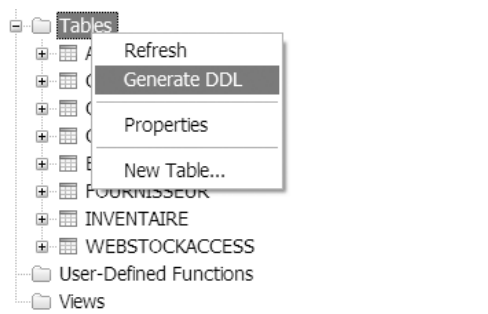 Tables
Refresh
Generate DDL
Properties
New Table...
FOURNISSEUR
INVENTAIRE
WEBSTOCKACCESS
User-Defined Functions
Views